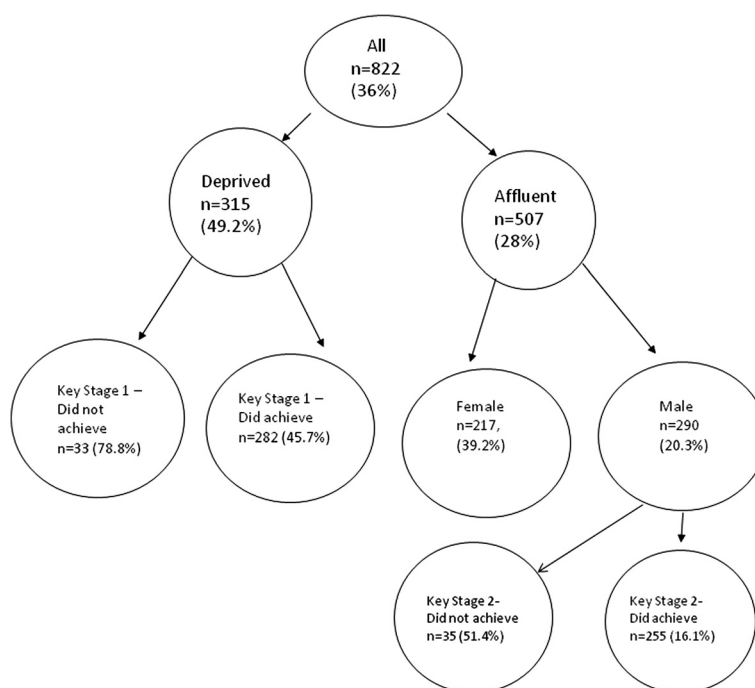 All
n=822
(36%)
Deprived
n=315
(49.2%)
Affluent
n=507
(28%)
Key Stage 1 –
Did not
achieve
n=33 (78.8%)
Key Stage 1 –
Did achieve
n=282 (45.7%)
Female
n=217,
(39.2%)
Male
n=290
(20.3%)
Key Stage 2-
Did not achieve
n=35 (51.4%)
Key Stage 2-
Did achieve
n=255 (16.1%)